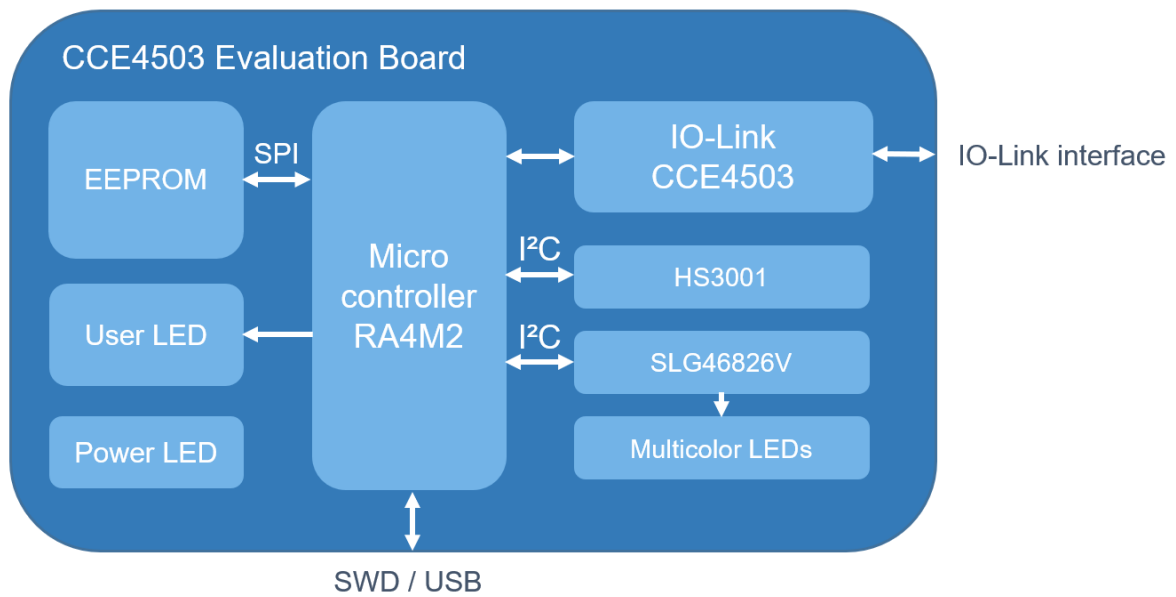 CCE4503 Evaluation Board
EEPROM
SPI
Micro
controller
RA4M2
IO-Link
CCE4503
IO-Link interface
I²C
HS3001
User LED
I²C
SLG46826V
Power LED
Multicolor LEDs
SWD / USB